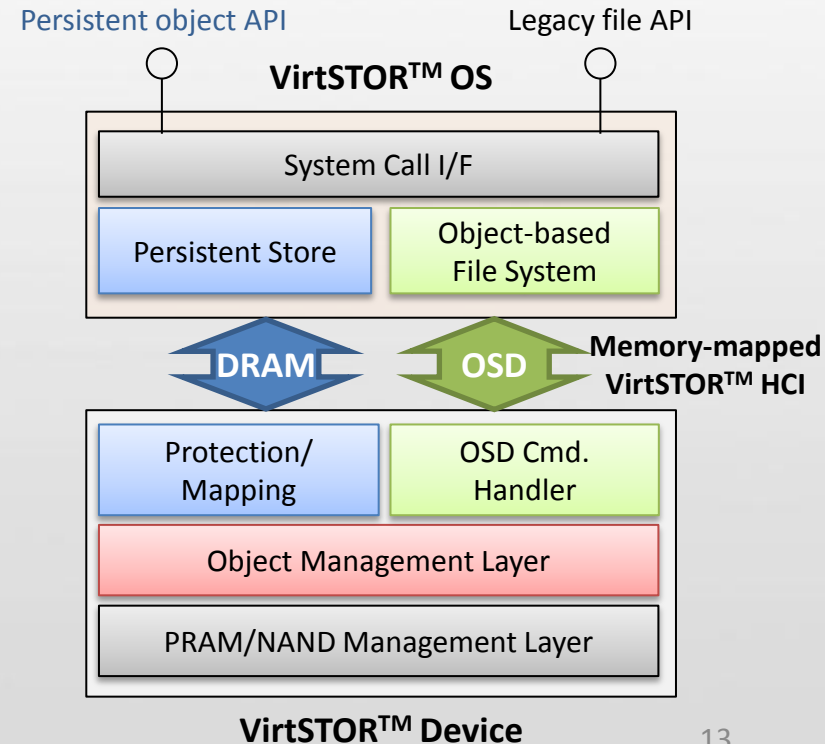 Persistent object API
Legacy file API
VirtSTOR™ OS
System Call I/F
Persistent Store
Object-based
File System
DRAM
OSD
Memory-mapped
VirtSTOR™ HCI
Protection/
Mapping
OSD Cmd.
Handler
Object Management Layer
PRAM/NAND Management Layer
VirtSTOR™ Device
13